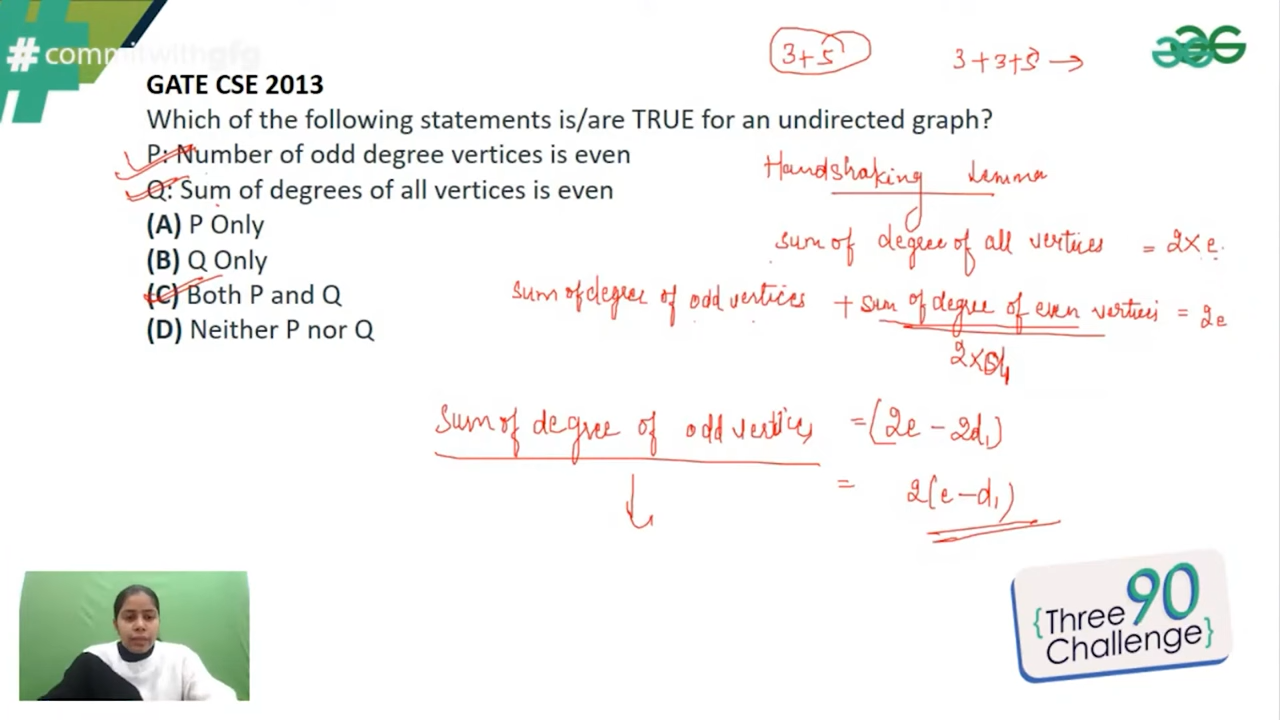 #commitwithgfg
3+5
3+3+5 →
GATE CSE 2013
Which of the following statements is/are TRUE for an undirected graph?
P: Number of odd degree vertices is even
Handshaking Lemma
Q: Sum of degrees of all vertices is even
(A) P Only
sum of degree of all vertices = 2×e
(B) Q Only
(C) Both P and Q
sum of degree of odd vertices + sum of degree of even vertices = 2e
(D) Neither P nor Q
Sum of degree of odd vertices = (2e – 2d₁)
= 2(e – d₁)
{Three 90
Challenge}